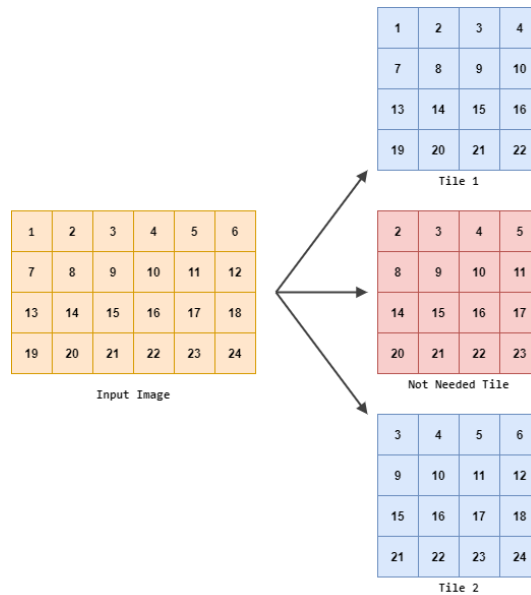 1 2 3 4
7 8 9 10
13 14 15 16
19 20 21 22
Tile 1
1 2 3 4 5 6
7 8 9 10 11 12
13 14 15 16 17 18
19 20 21 22 23 24
Input Image
2 3 4 5
8 9 10 11
14 15 16 17
20 21 22 23
Not Needed Tile
3 4 5 6
9 10 11 12
15 16 17 18
21 22 23 24
Tile 2